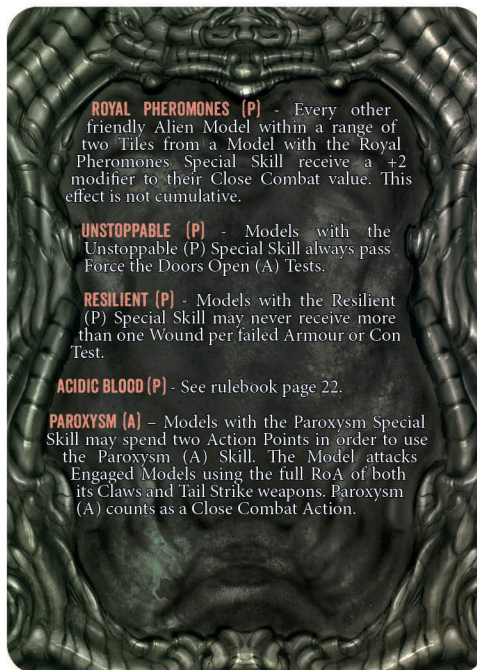 ROYAL PHEROMONES (P) - Every other
friendly Alien Model within a range of
two Tiles from a Model with the Royal
Pheromones Special Skill receive a +2
modifier to their Close Combat value. This
effect is not cumulative.
UNSTOPPABLE (P) - Models with the
Unstoppable (P) Special Skill always pass
Force the Doors Open (A) Tests.
RESILIENT (P) - Models with the Resilient
(P) Special Skill may never receive more
than one Wound per failed Armour or Con
Test.
ACIDIC BLOOD (P) - See rulebook page 22.
PAROXYSM (A) – Models with the Paroxysm Special
Skill may spend two Action Points in order to use
the Paroxysm (A) Skill. The Model attacks
Engaged Models using the full RoA of both
its Claws and Tail Strike weapons. Paroxysm
(A) counts as a Close Combat Action.